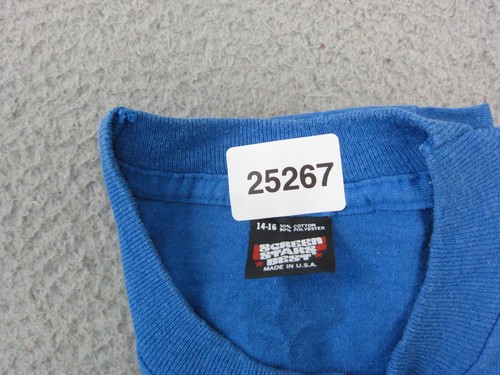 25267
14-16
50% COTTON
50% POLYESTER
SCREEN
STARS
BEST
MADE IN U.S.A.